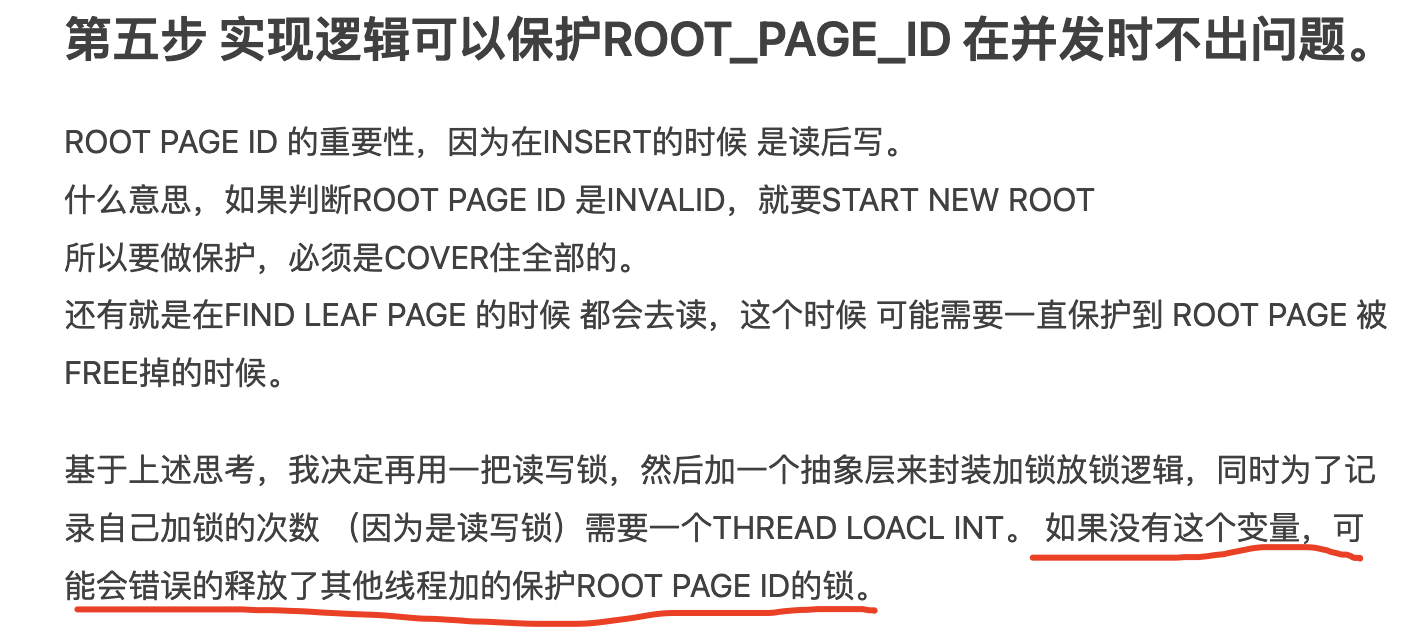 第五步 实现逻辑可以保护ROOT_PAGE_ID 在并发时不出问题。
ROOT PAGE ID 的重要性，因为在INSERT的时候 是读后写。
什么意思，如果判断ROOT PAGE ID 是INVALID，就要START NEW ROOT
所以要做保护，必须是COVER住全部的。
还有就是在FIND LEAF PAGE 的时候 都会去读，这个时候 可能需要一直保护到 ROOT PAGE 被
FREE掉的时候。
基于上述思考，我决定再用一把读写锁，然后加一个抽象层来封装加锁放锁逻辑，同时为了记
录自己加锁的次数 （因为是读写锁）需要一个THREAD LOACL INT。 如果没有这个变量，可
能会错误的释放了其他线程加的保护ROOT PAGE ID的锁。